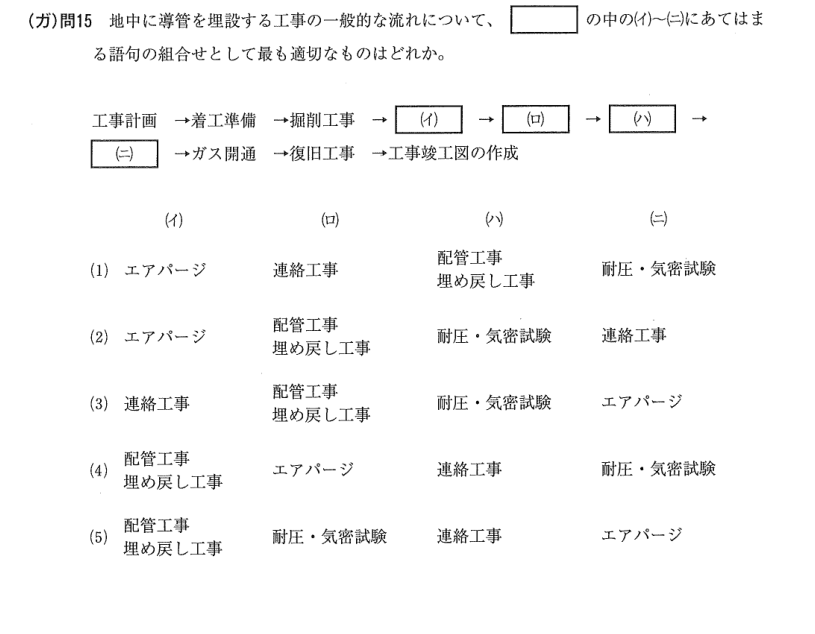 (ガ)問15 地中に導管を埋設する工事の一般的な流れについて、 の中の(イ)～(ニ)にあてはま
る語句の組合せとして最も適切なものはどれか。
工事計画 →着工準備 →掘削工事 → (イ) → (ロ) → (ハ) →
(ニ) →ガス開通 →復旧工事 →工事竣工図の作成
(イ) (ロ) (ハ) (ニ)
(1) エアパージ 連絡工事 配管工事 埋め戻し工事 耐圧・気密試験
(2) エアパージ 配管工事 埋め戻し工事 耐圧・気密試験 連絡工事
(3) 連絡工事 配管工事 埋め戻し工事 耐圧・気密試験 エアパージ
(4) 配管工事 埋め戻し工事 エアパージ 連絡工事 耐圧・気密試験
(5) 配管工事 埋め戻し工事 耐圧・気密試験 連絡工事 エアパージ